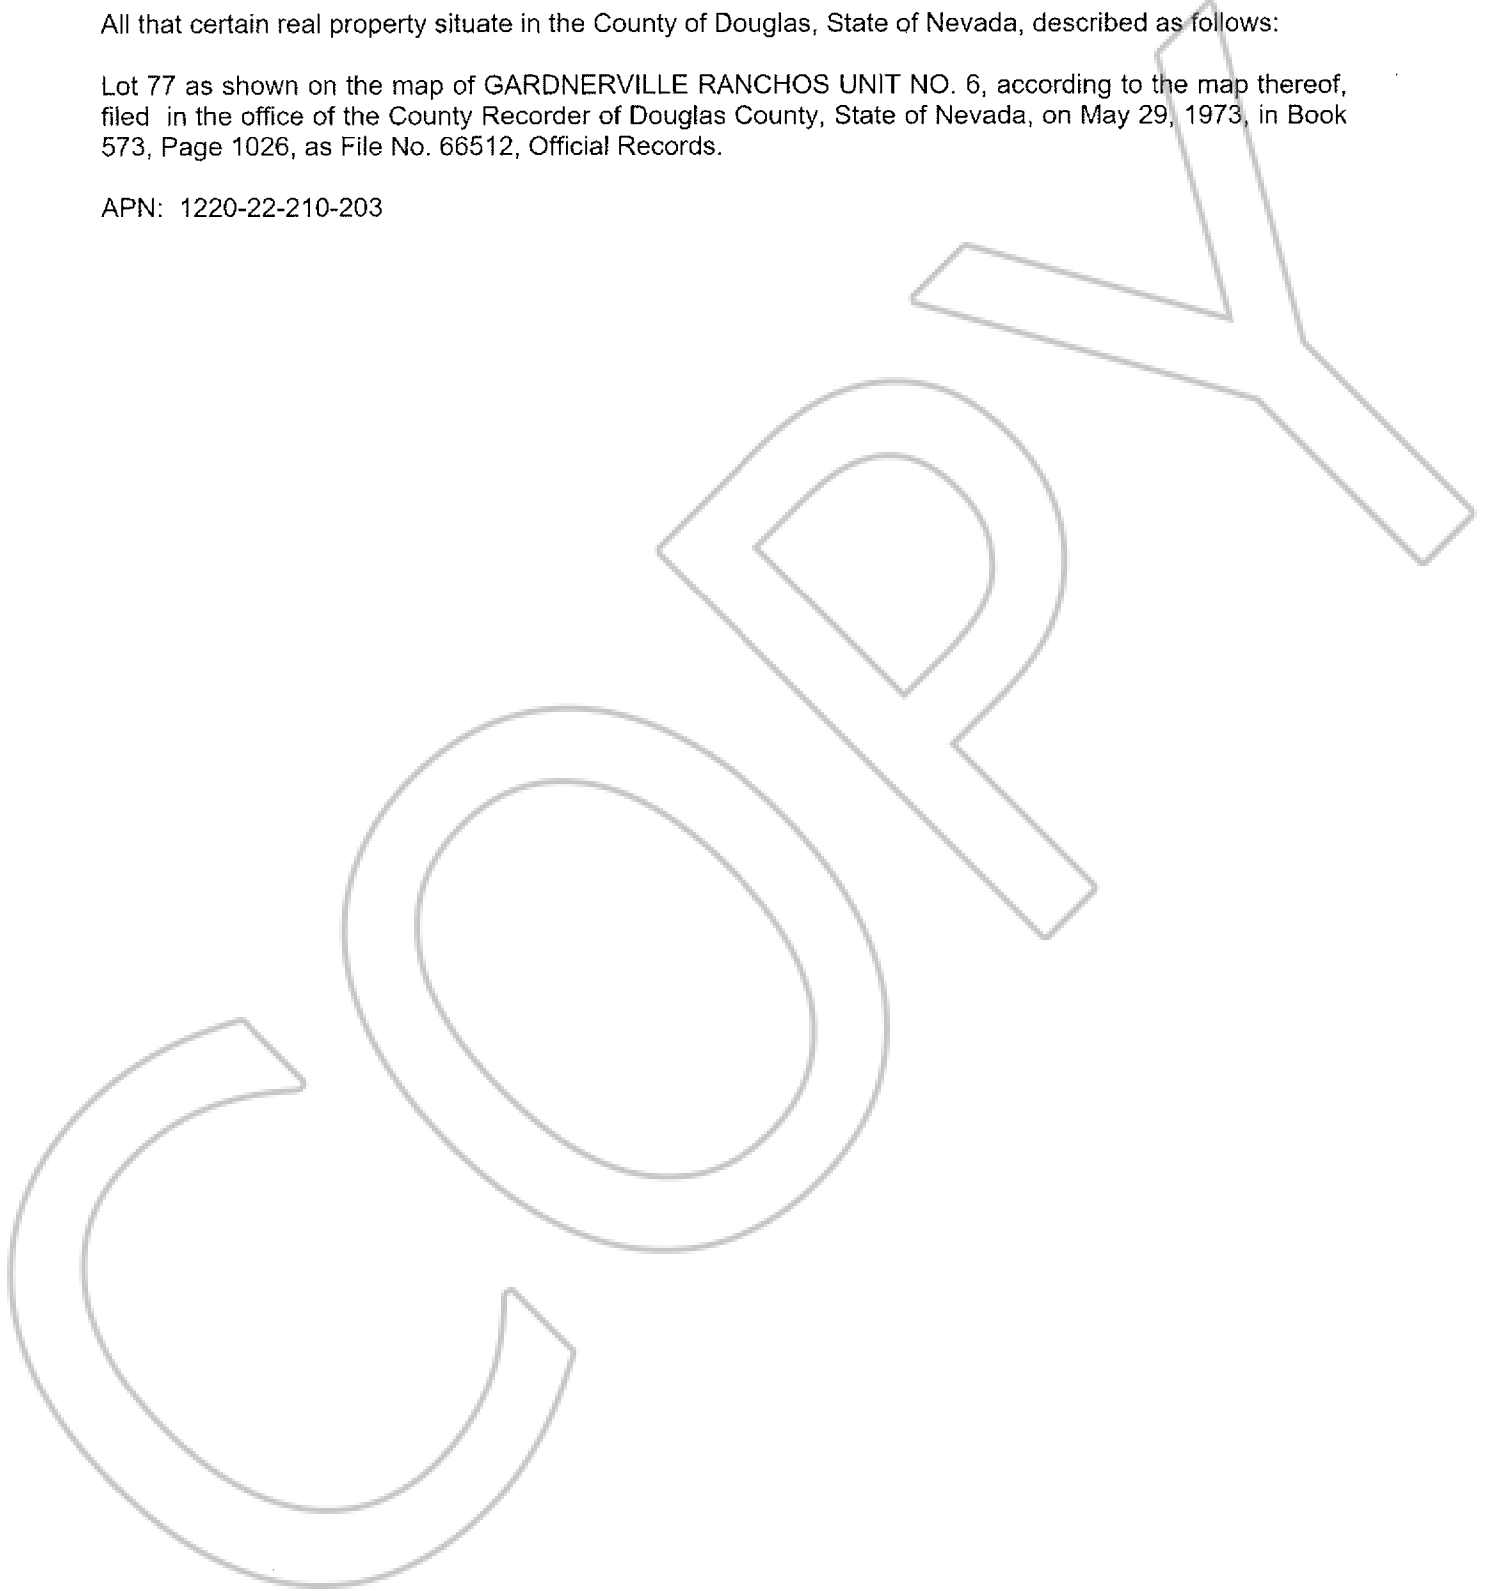 All that certain real property situate in the County of Douglas, State of Nevada, described as follows:
Lot 77 as shown on the map of GARDNERVILLE RANCHOS UNIT NO. 6, according to the map thereof,
filed in the office of the County Recorder of Douglas County, State of Nevada, on May 29, 1973, in Book
573, Page 1026, as File No. 66512, Official Records.
APN: 1220-22-210-203
COPY